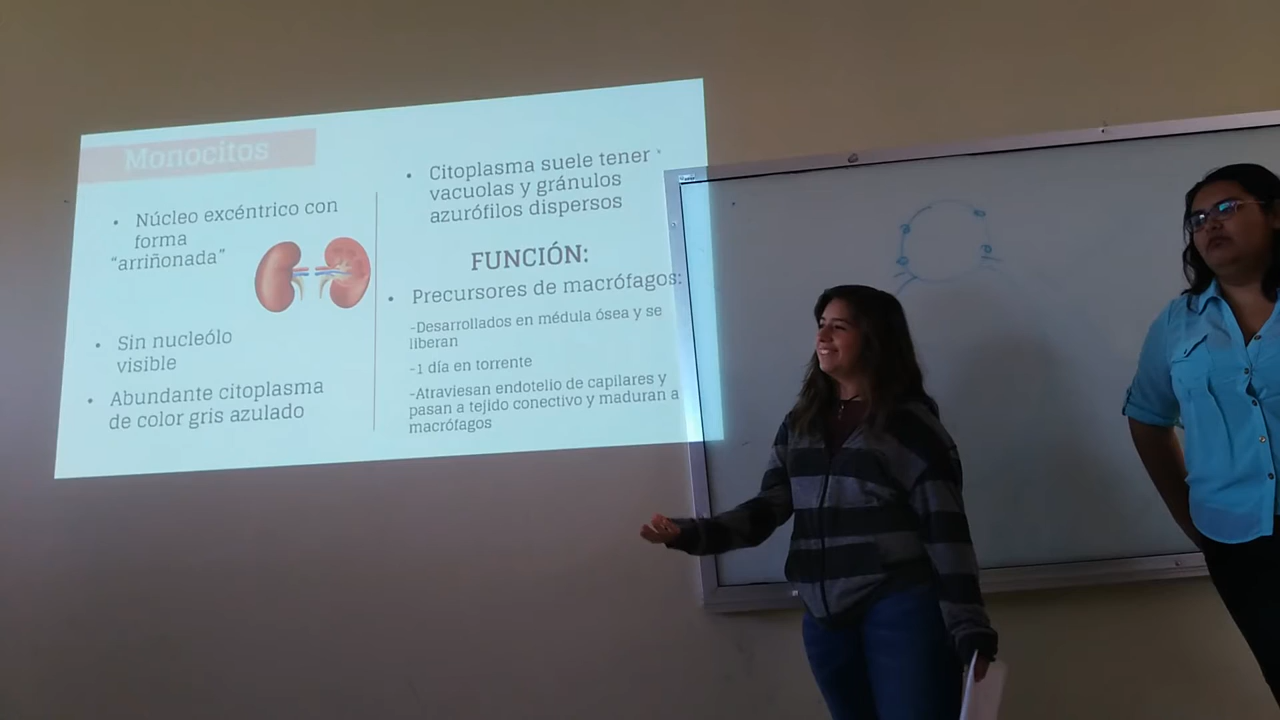 Monocitos
• Núcleo excéntrico con
forma
"arriñonada"
• Sin nucleólo
visible
• Abundante citoplasma
de color gris azulado
• Citoplasma suele tener
vacuolas y gránulos
azurófilos dispersos
FUNCIÓN:
• Precursores de macrófagos:
-Desarrollados en médula ósea y se
liberan
-1 día en torrente
-Atraviesan endotelio de capilares y
pasan a tejido conectivo y maduran a
macrófagos